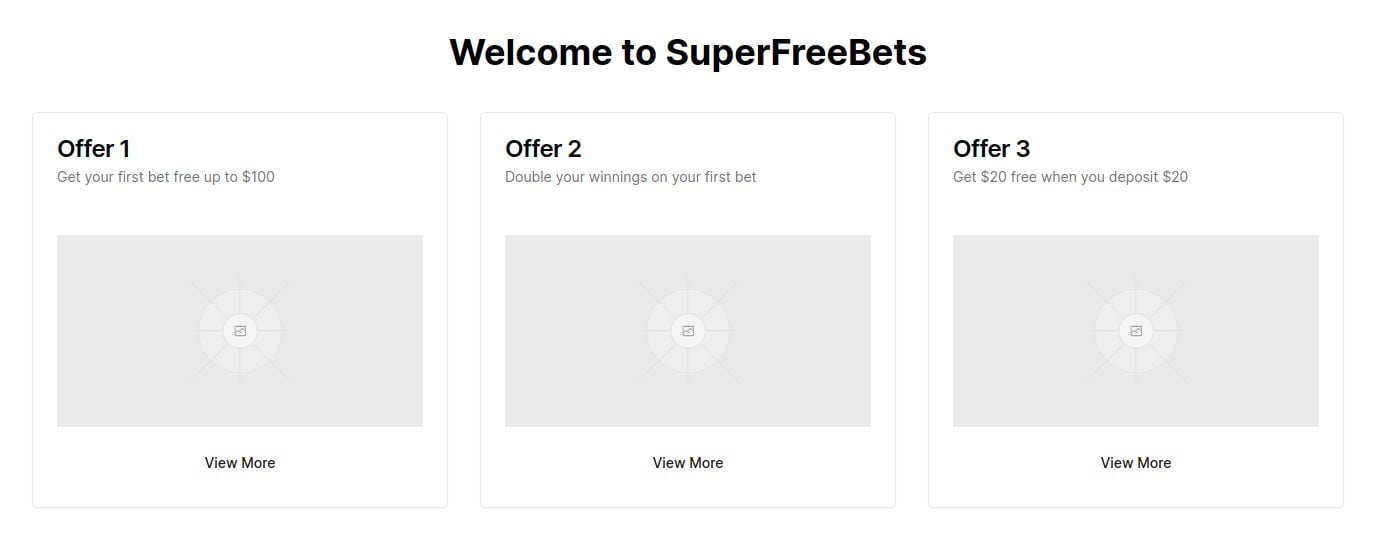 Welcome to SuperFreeBets
Offer 1
Get your first bet free up to $100
View More
Offer 2
Double your winnings on your first bet
View More
Offer 3
Get $20 free when you deposit $20
View More